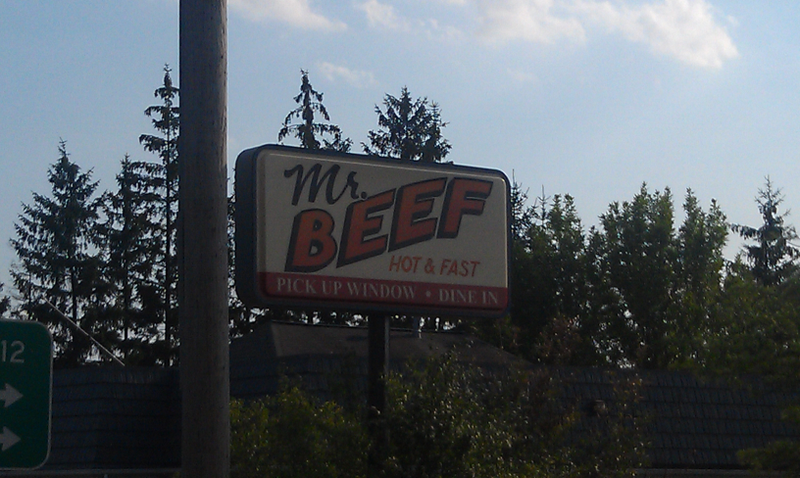 Mr.
BEEF
HOT & FAST
PICK UP WINDOW • DINE IN
12